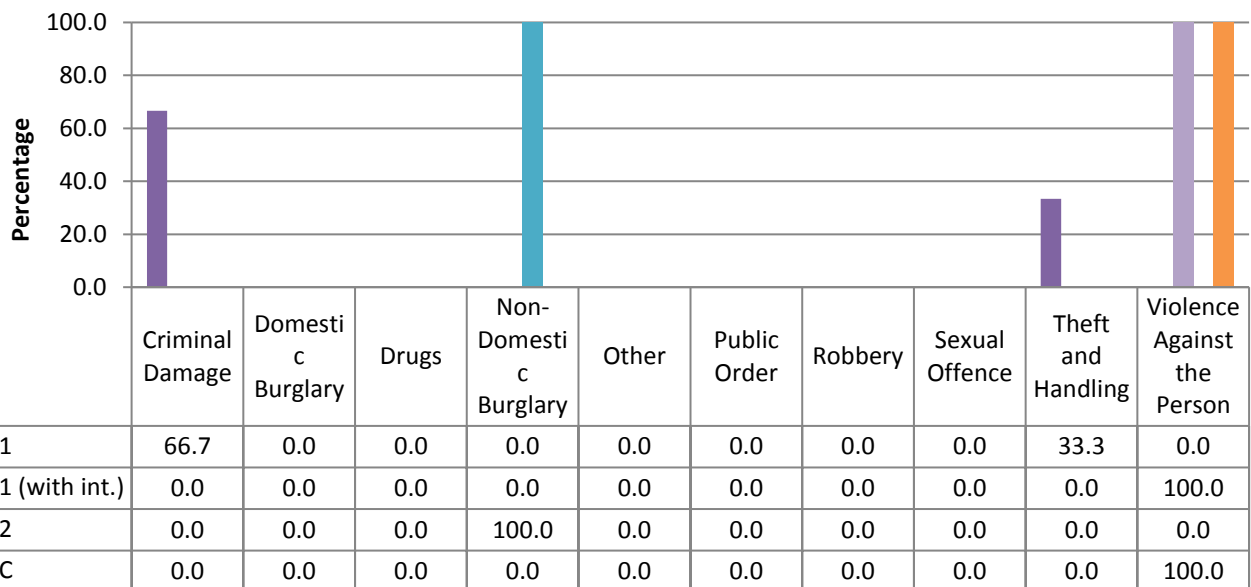 100.0
80.0
60.0
40.0
20.0
0.0
Percentage
Criminal
Damage
Domesti
c
Burglary
Drugs
Non-
Domesti
c
Burglary
Other
Public
Order
Robbery
Sexual
Offence
Theft
and
Handling
Violence
Against
the
Person
1 66.7 0.0 0.0 0.0 0.0 0.0 0.0 0.0 33.3 0.0
1 (with int.) 0.0 0.0 0.0 0.0 0.0 0.0 0.0 0.0 0.0 100.0
2 0.0 0.0 0.0 100.0 0.0 0.0 0.0 0.0 0.0 0.0
C 0.0 0.0 0.0 0.0 0.0 0.0 0.0 0.0 0.0 100.0